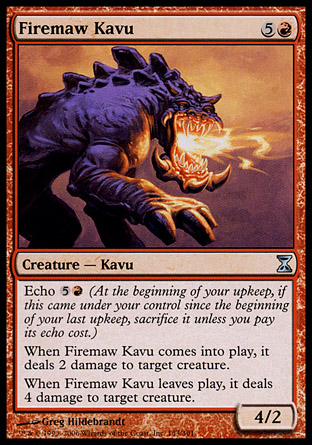 Firemaw Kavu 5
Creature — Kavu
Echo 5 (At the beginning of your upkeep, if
this came under your control since the beginning
of your last upkeep, sacrifice it unless you pay
its echo cost.)
When Firemaw Kavu comes into play, it
deals 2 damage to target creature.
When Firemaw Kavu leaves play, it deals
4 damage to target creature.
Greg Hildebrandt
4/2